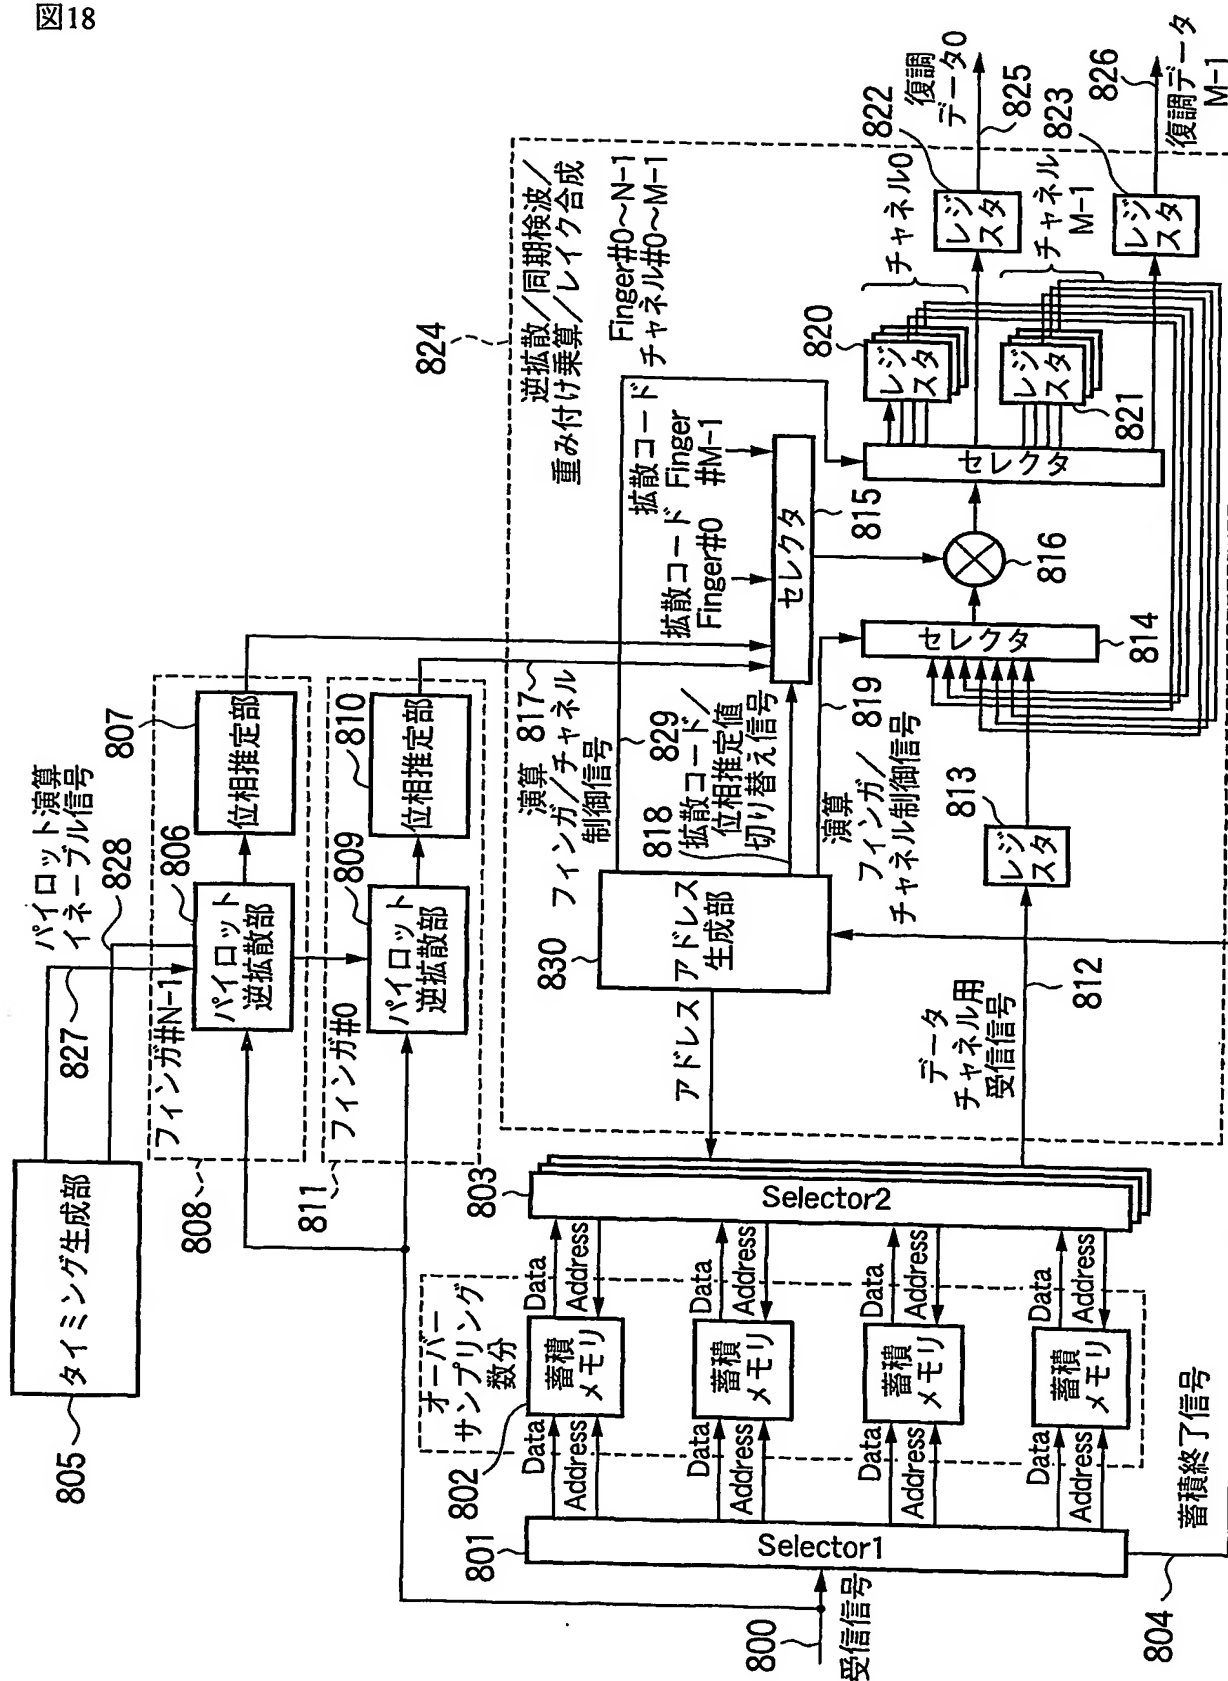 図18
805
タイミング生成部
827
828
パイロット演算
イネーブル信号
808
フィンガ#N-1
806
パイロット
逆拡散部
807
位相推定部
811
フィンガ#0
809
パイロット
逆拡散部
810
位相推定部
817
824
逆拡散/同期検波/
重み付け乗算/レイク合成
Finger#0~N-1
チャネル#0~M-1
演算
フィンガ/チャネル
制御信号
829
拡散コード
Finger
#M-1
拡散コード
Finger#0
セレクタ
815
830
アドレス
生成部
アドレス
818
拡散コード/
位相推定値
切り替え信号
演算
フィンガ/
チャネル制御信号
819
オーバー
サンプリング
数分
802
803
Selector2
801
Selector1
800
受信信号
Data
Address
蓄積
メモリ
Data
Address
Data
Address
蓄積
メモリ
Data
Address
Data
Address
蓄積
メモリ
Data
Address
Data
Address
蓄積
メモリ
Data
Address
804
蓄積終了信号
データ
チャネル用
受信信号
812
813
レジ
スタ
セレクタ
814
816
セレクタ
820
レジ
スタ
チャネル0
レジ
スタ
821
チャネル
M-1
822
レジ
スタ
復調
データ0
825
823
レジ
スタ
826
復調データ
M-1